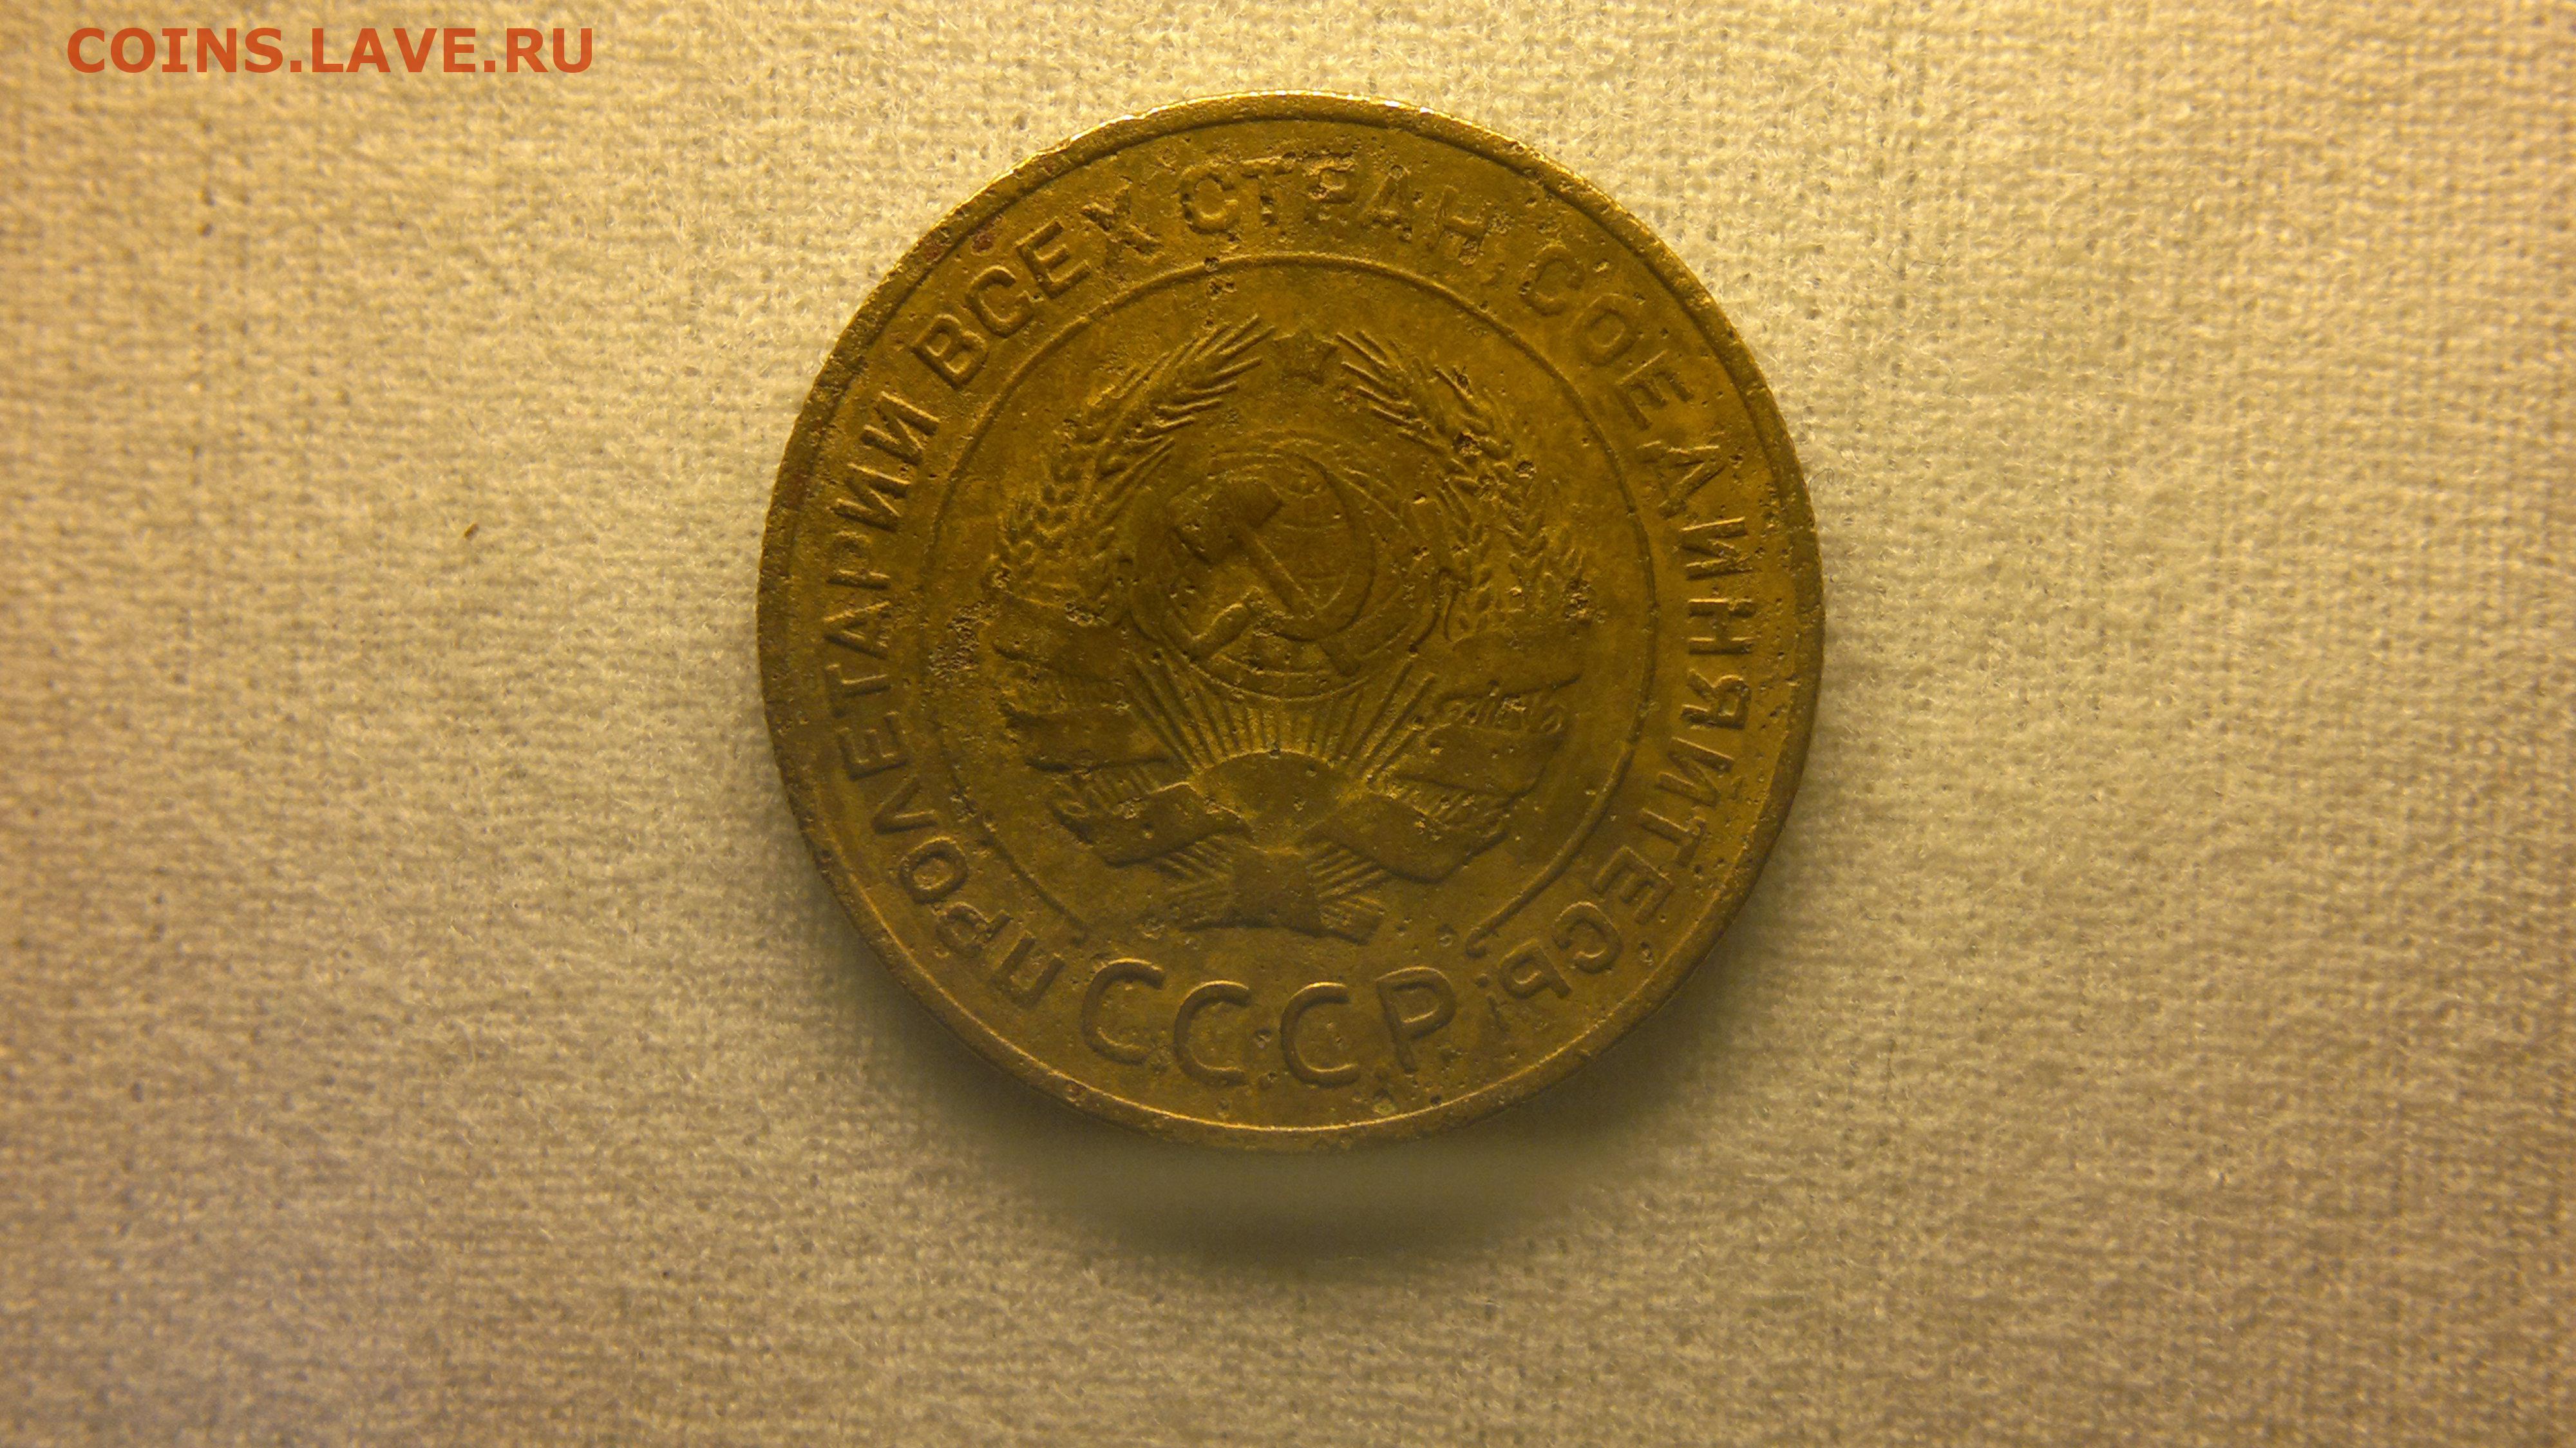 COINS.LAVE.RU
ПРОЛЕТАРИИ ВСЕХ СТРАН, СОЕДИНЯЙТЕСЬ!
СССР